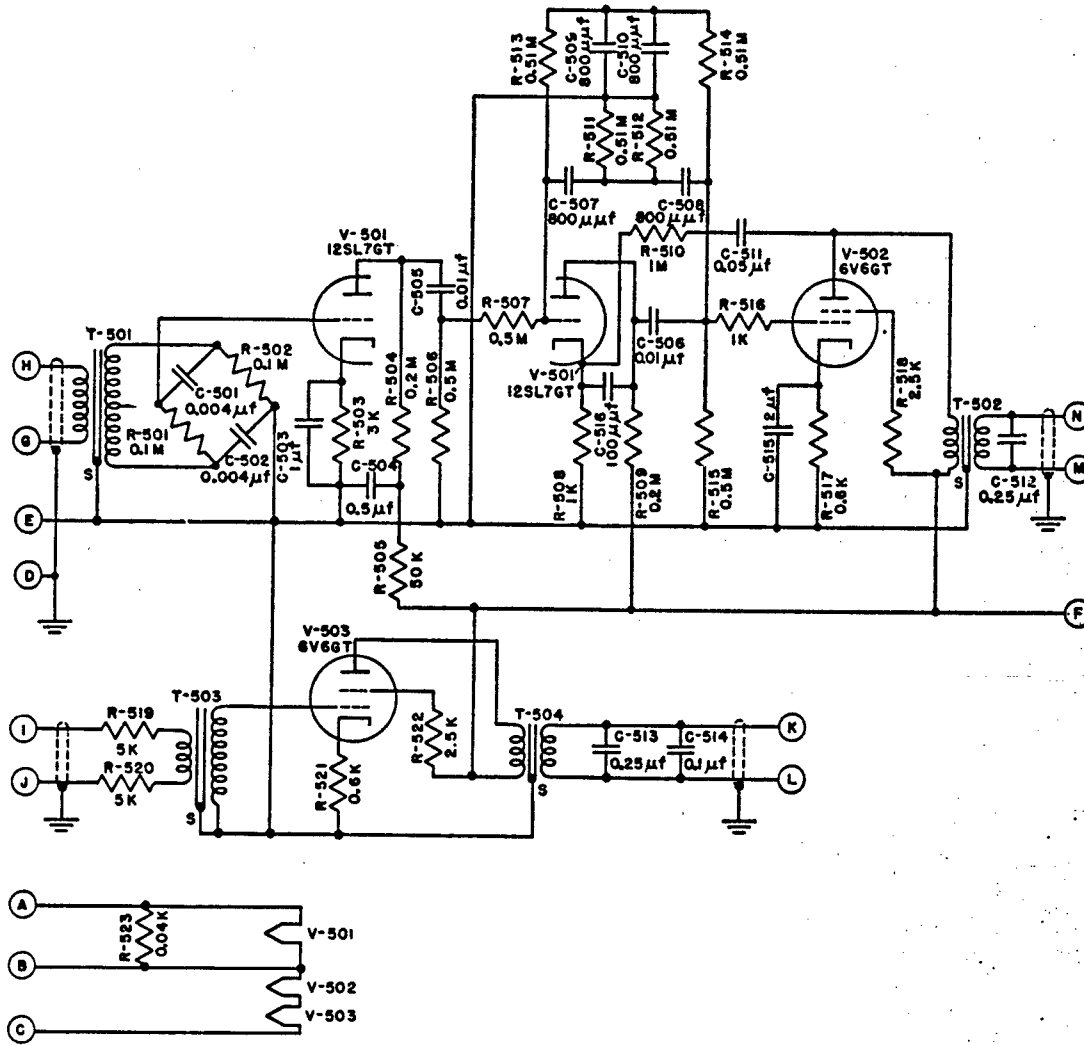 R-513
0.51M
C-509
800μμf
C-510
800μμf
R-514
0.51M
R-511
0.51M
R-512
0.51M
C-507
800μμf
C-508
800μμf
V-501
12SL7GT
C-505
0.01μf
R-510
1M
C-511
0.05μf
V-502
6V6GT
R-507
0.5M
C-506
0.01μf
R-516
1K
T-501
R-502
0.1M
C-501
0.004μf
R-501
0.1M
C-502
0.004μf
R-504
0.2M
R-506
0.5M
V-501
12SL7GT
R-518
2.5K
T-502
H
G
C-503
1μf
R-503
3K
C-504
0.5μf
C-516
100μμf
R-508
1K
R-509
0.2M
R-515
0.5M
C-515
12μf
R-517
0.6K
N
M
C-512
0.25μf
S
S
E
D
R-505
50K
F
V-503
6V6GT
T-503
T-504
I
R-519
5K
J
R-520
5K
R-522
2.5K
R-521
0.6K
C-513
0.25μf
C-514
0.1μf
K
L
S
S
A
R-523
0.04K
V-501
B
V-502
V-503
C